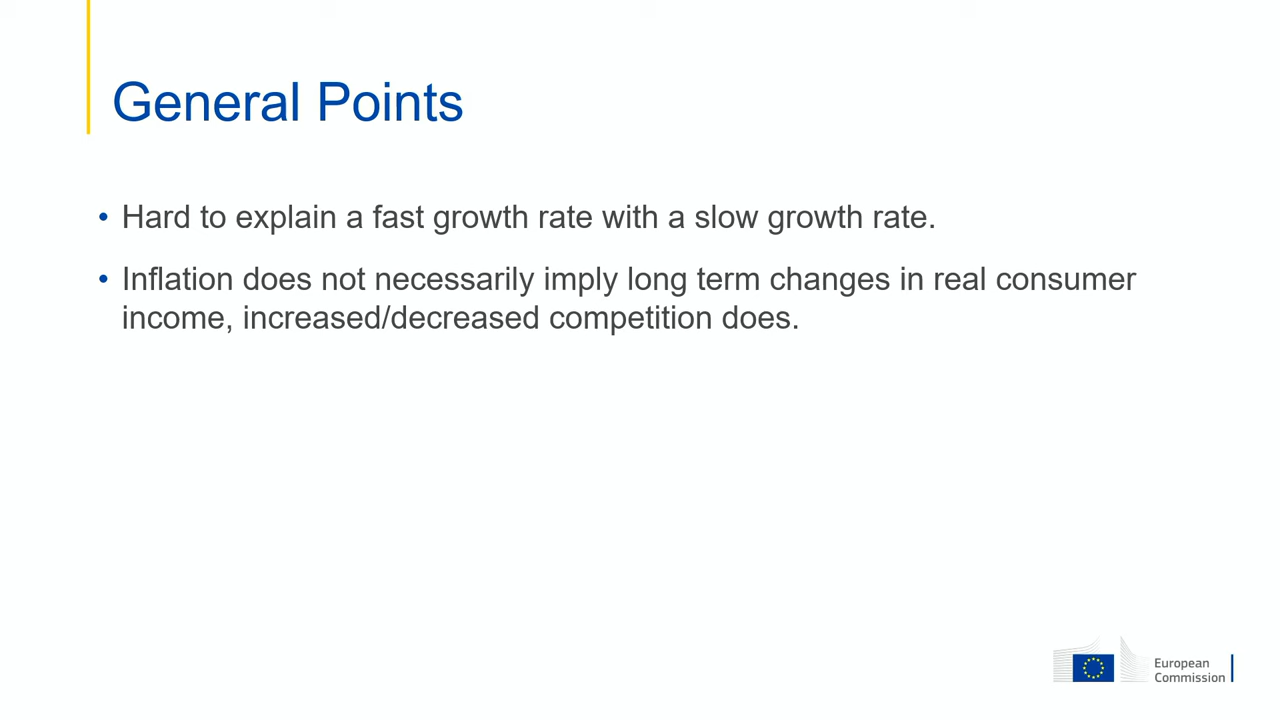 General Points
• Hard to explain a fast growth rate with a slow growth rate.
• Inflation does not necessarily imply long term changes in real consumer
income, increased/decreased competition does.
European
Commission